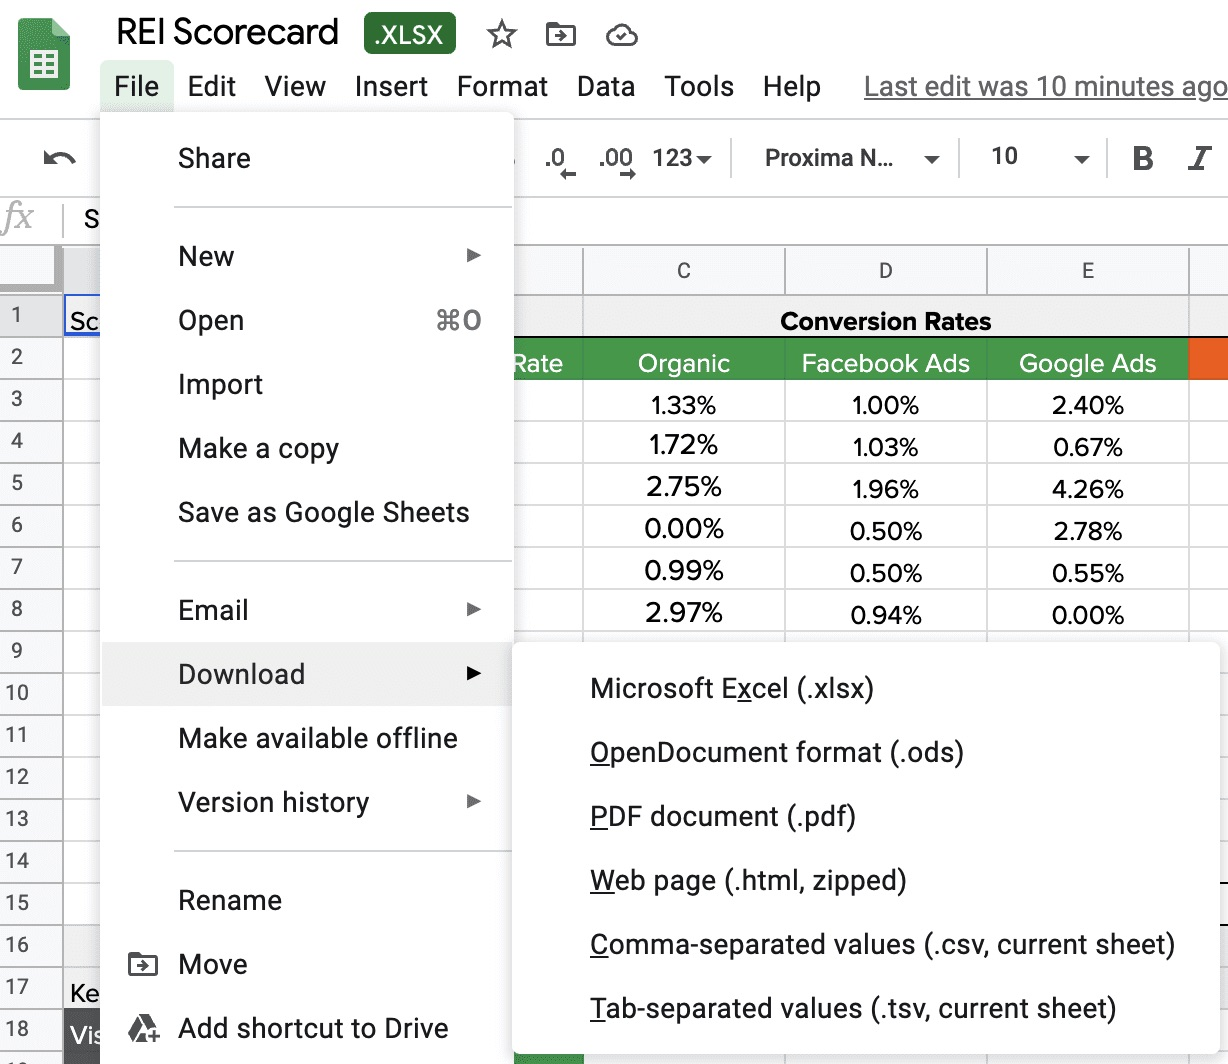 REI Scorecard .XLSX
File Edit View Insert Format Data Tools Help Last edit was 10 minutes ago
.0 .00 123 Proxima N... 10 B I
fx S
C D E
1 Sc Conversion Rates
2 Rate Organic Facebook Ads Google Ads
3 1.33% 1.00% 2.40%
4 1.72% 1.03% 0.67%
5 2.75% 1.96% 4.26%
6 0.00% 0.50% 2.78%
7 0.99% 0.50% 0.55%
8 2.97% 0.94% 0.00%
9
10
11
12
13
14
15
16
17 Ke
18 Vis
Share
New
Open ⌘O
Import
Make a copy
Save as Google Sheets
Email
Download
Make available offline
Version history
Rename
Move
Add shortcut to Drive
Microsoft Excel (.xlsx)
OpenDocument format (.ods)
PDF document (.pdf)
Web page (.html, zipped)
Comma-separated values (.csv, current sheet)
Tab-separated values (.tsv, current sheet)